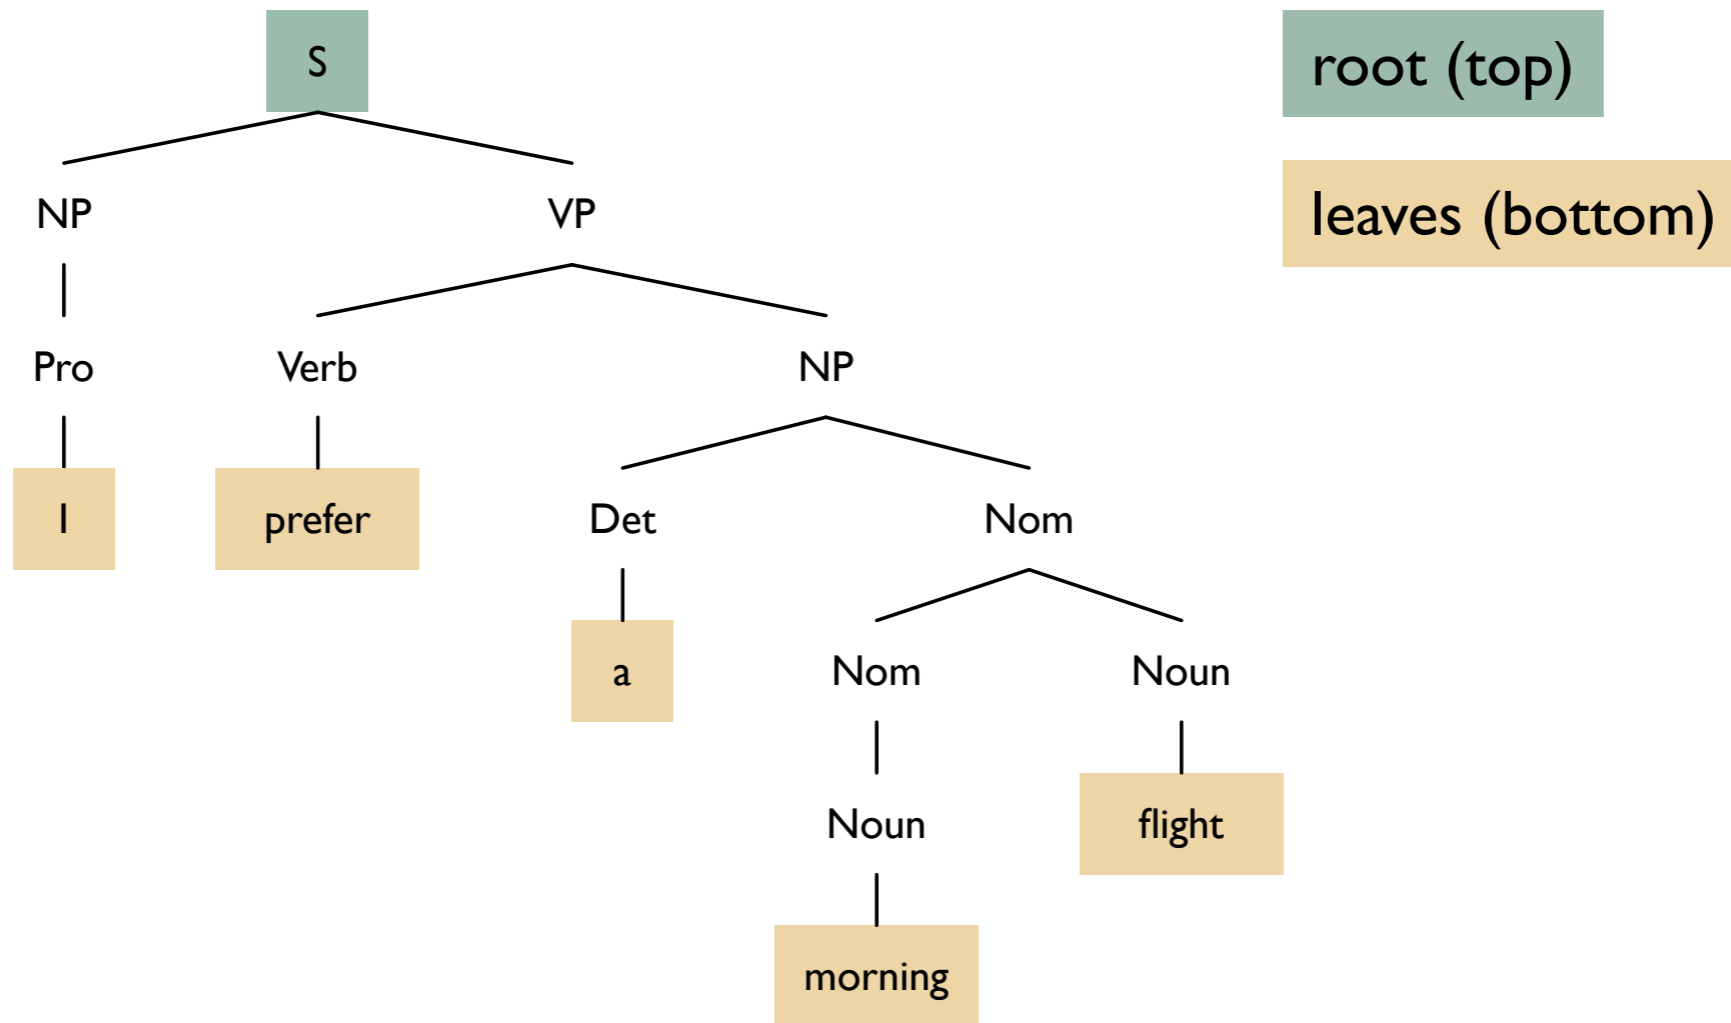 S
root (top)
NP VP
leaves (bottom)
Pro Verb NP
I prefer Det Nom
a Nom Noun
Noun flight
morning